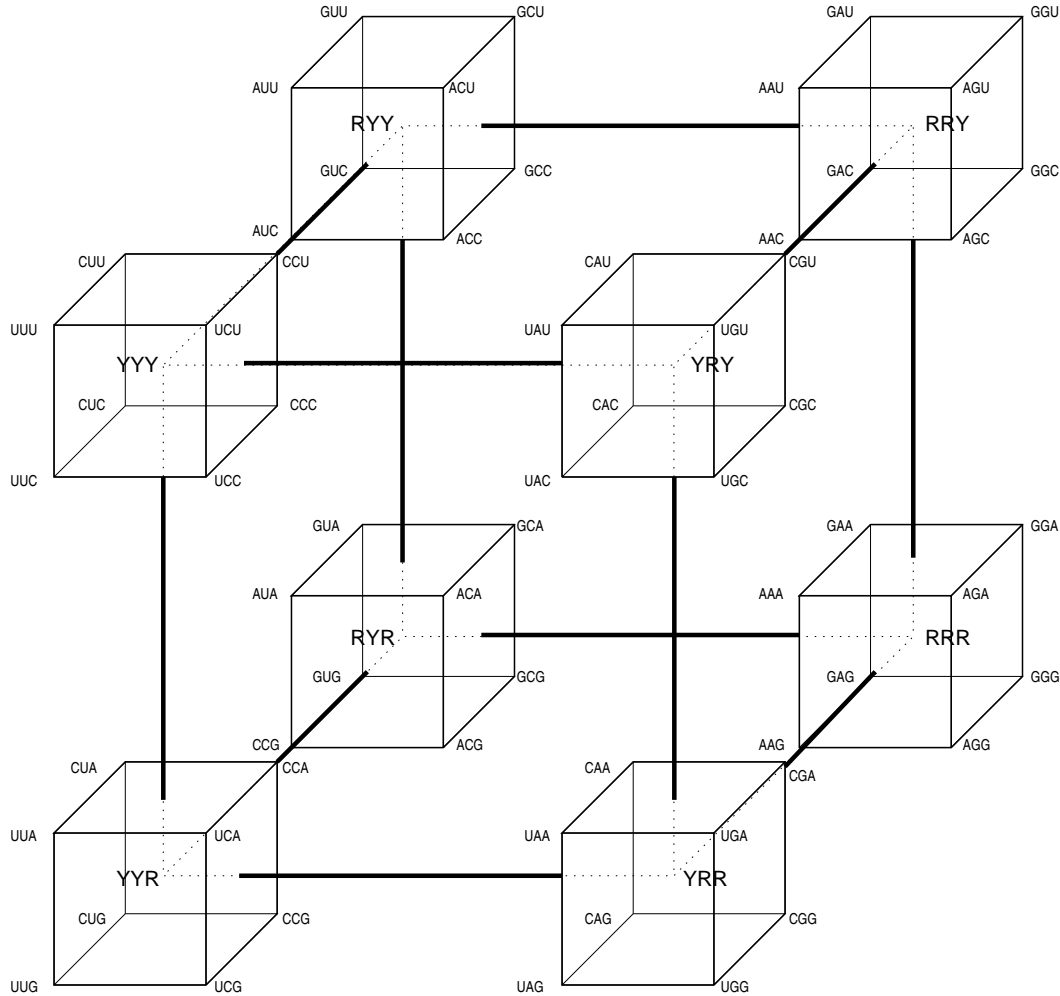 GUU GCU GAU GGU
AUU ACU AAU AGU
RYY RRY
GUC GCC GAC GGC
AUC ACC AAC AGC
CUU CCU CAU CGU
UUU UCU UAU UGU
YYY YRY
CUC CCC CAC CGC
UUC UCC UAC UGC
GUA GCA GAA GGA
AUA ACA AAA AGA
RYR RRR
GUG GCG GAG GGG
CCG ACG AAG AGG
CUA CCA CAA CGA
UUA UCA UAA UGA
YYR YRR
CUG CCG CAG CGG
UUG UCG UAG UGG